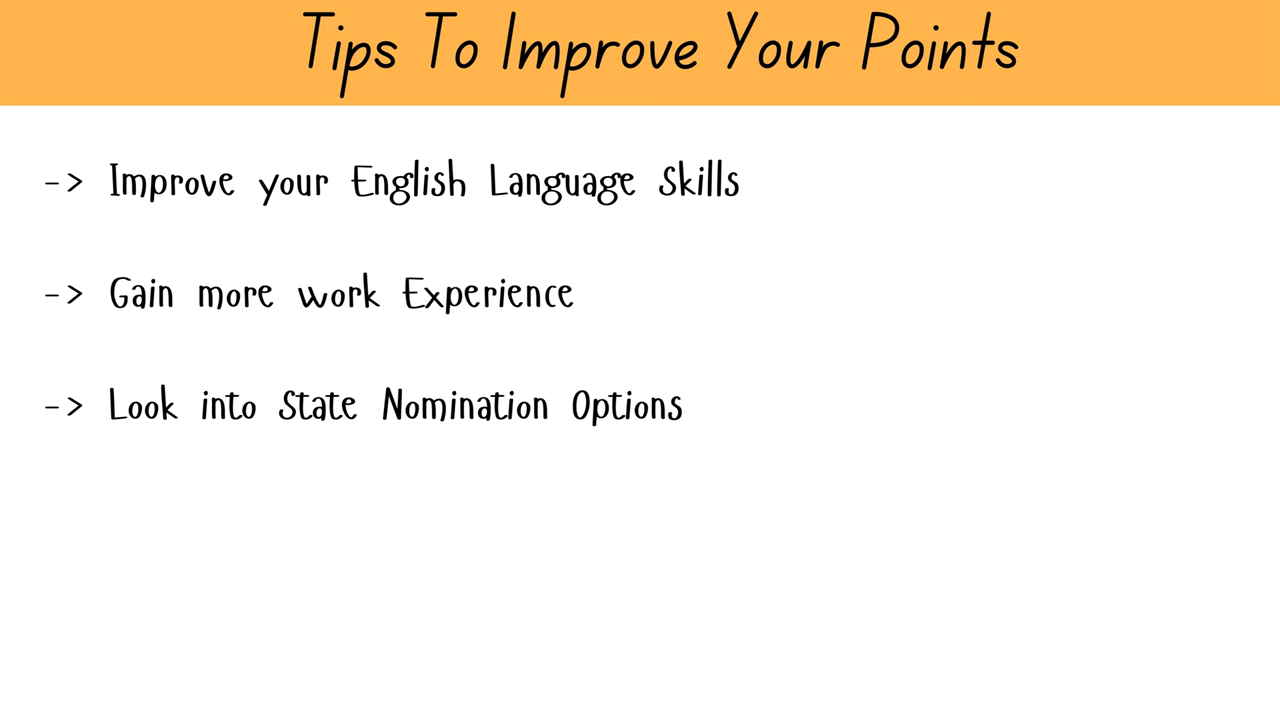 Tips To Improve Your Points
-> Improve your English Language Skills
-> Gain more work Experience
-> Look into State Nomination Options